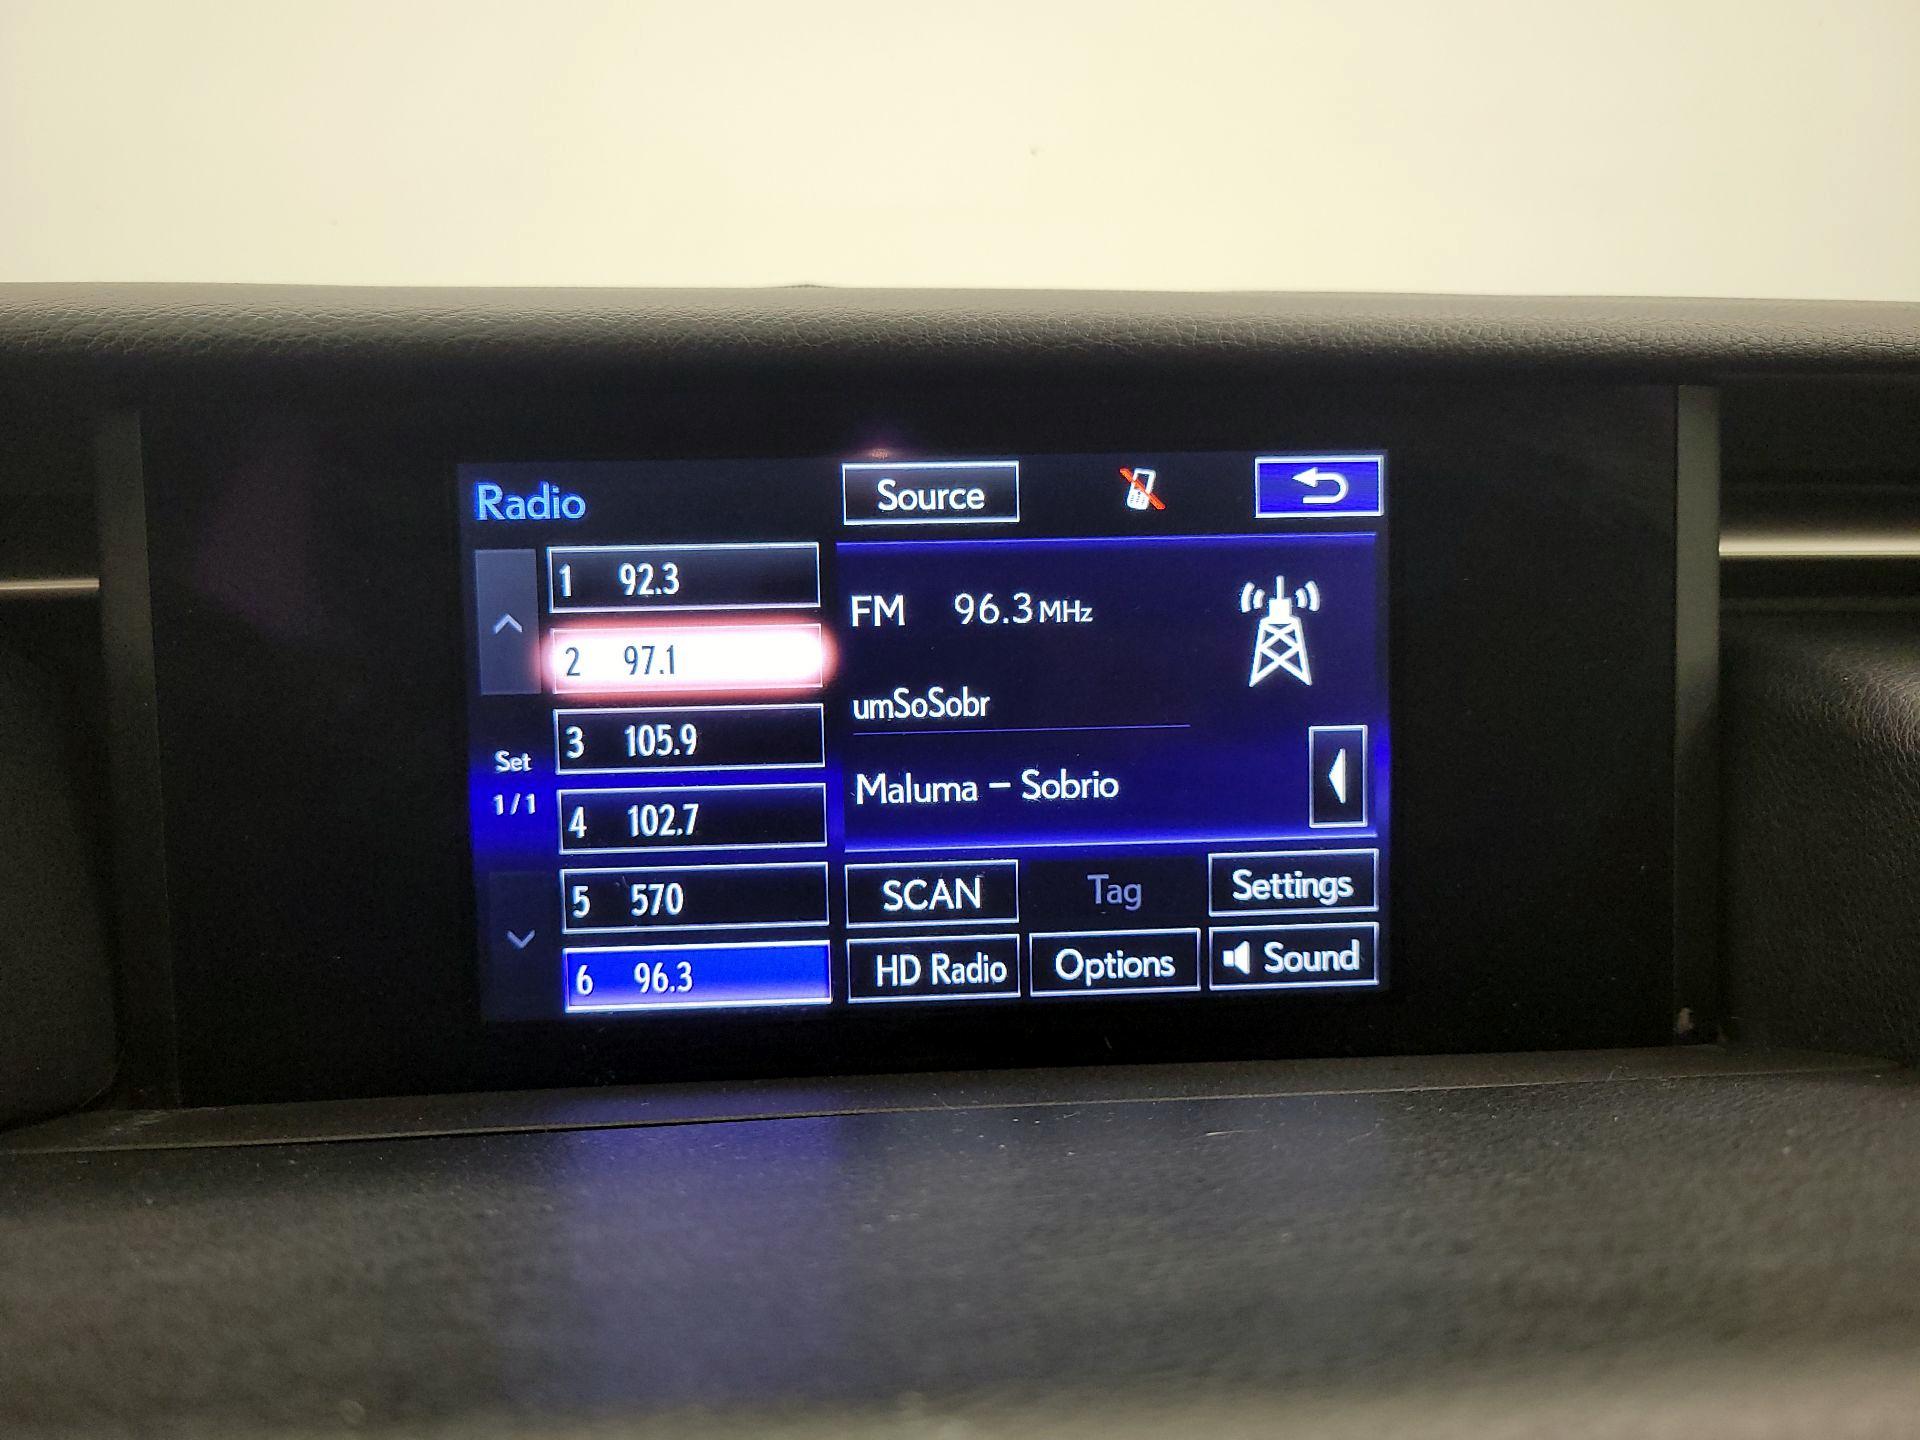 Radio
Source
1 92.3
2 97.1
3 105.9
4 102.7
5 570
6 96.3
Set
1/1
FM 96.3 MHz
umSoSobr
Maluma – Sobrio
SCAN
Tag
Settings
HD Radio
Options
Sound